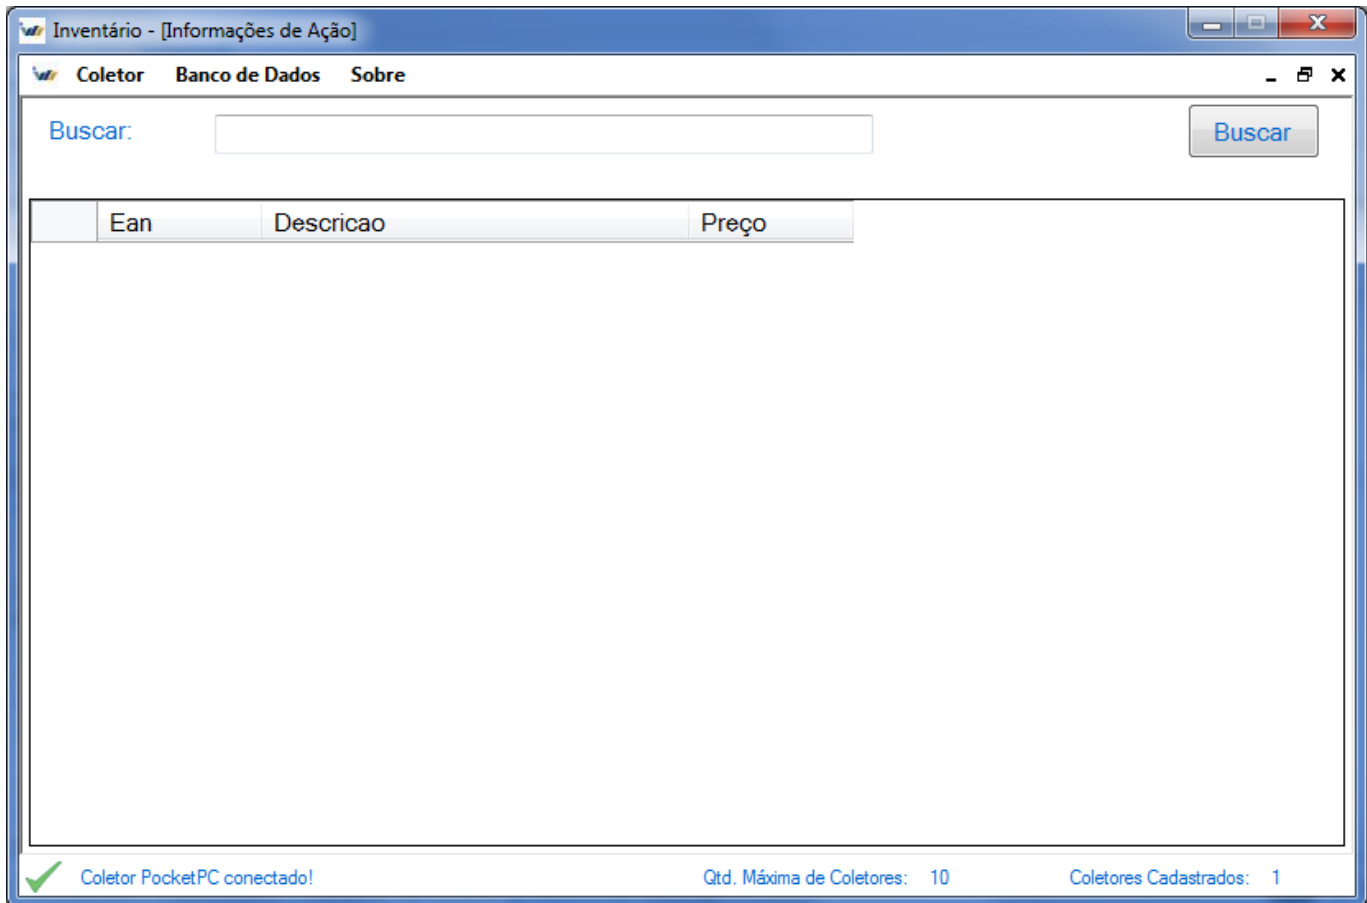 Inventário - [Informações de Ação]
Coletor Banco de Dados Sobre
Buscar: Buscar
Ean Descricao Preço
Coletor PocketPC conectado! Qtd. Máxima de Coletores: 10 Coletores Cadastrados: 1